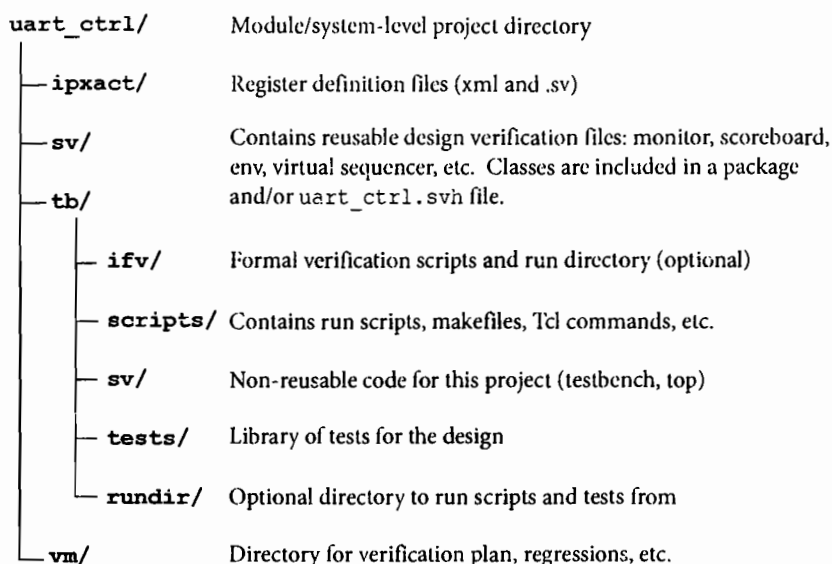 uart_ctrl/ Module/system-level project directory
ipxact/ Register definition files (xml and .sv)
sv/ Contains reusable design verification files: monitor, scoreboard,
env, virtual sequencer, etc. Classes are included in a package
tb/ and/or uart_ctrl.svh file.
ifv/ Formal verification scripts and run directory (optional)
scripts/ Contains run scripts, makefiles, Tcl commands, etc.
sv/ Non-reusable code for this project (testbench, top)
tests/ Library of tests for the design
rundir/ Optional directory to run scripts and tests from
vm/ Directory for verification plan, regressions, etc.